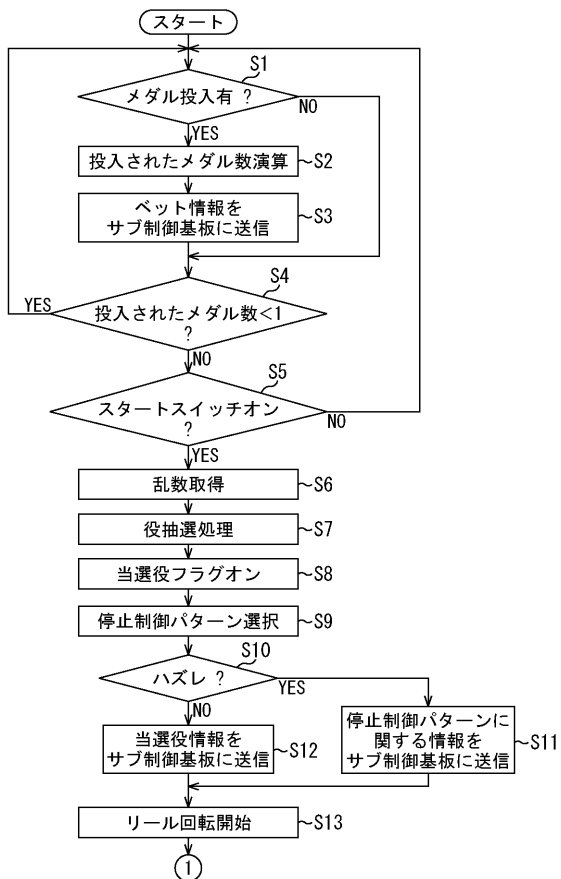 スタート
S1
メダル投入有 ?
NO
YES
投入されたメダル数演算
S2
ベット情報を
サブ制御基板に送信
S3
S4
YES
投入されたメダル数<1
?
NO
S5
スタートスイッチオン
?
NO
YES
乱数取得
S6
役抽選処理
S7
当選役フラグオン
S8
停止制御パターン選択
S9
S10
ハズレ ?
YES
NO
当選役情報を
サブ制御基板に送信
S12
停止制御パターンに
関する情報を
サブ制御基板に送信
S11
リール回転開始
S13
1